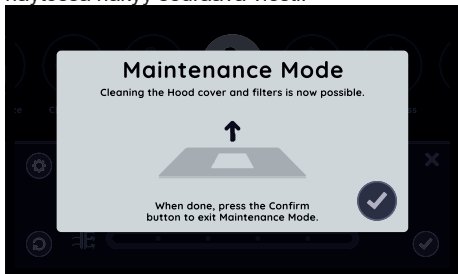 Maintenance Mode
Cleaning the Hood cover and filters is now possible.
When done, press the Confirm
button to exit Maintenance Mode.